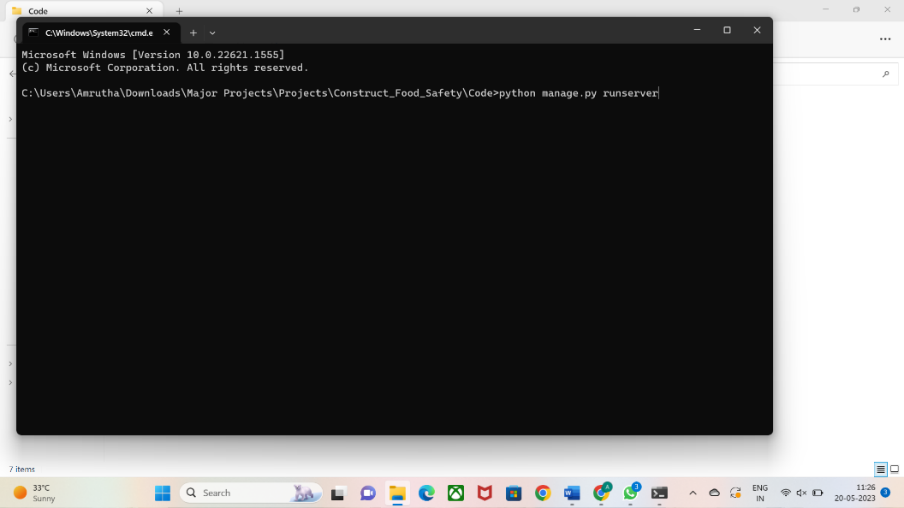 Code
C:\Windows\System32\cmd.e
Microsoft Windows [Version 10.0.22621.1555]
(c) Microsoft Corporation. All rights reserved.
C:\Users\Amrutha\Downloads\Major Projects\Projects\Construct_Food_Safety\Code>python manage.py runserver
7 items
33°C
Sunny
Search
A
3
ENG
IN
11:26
20-05-2023
3